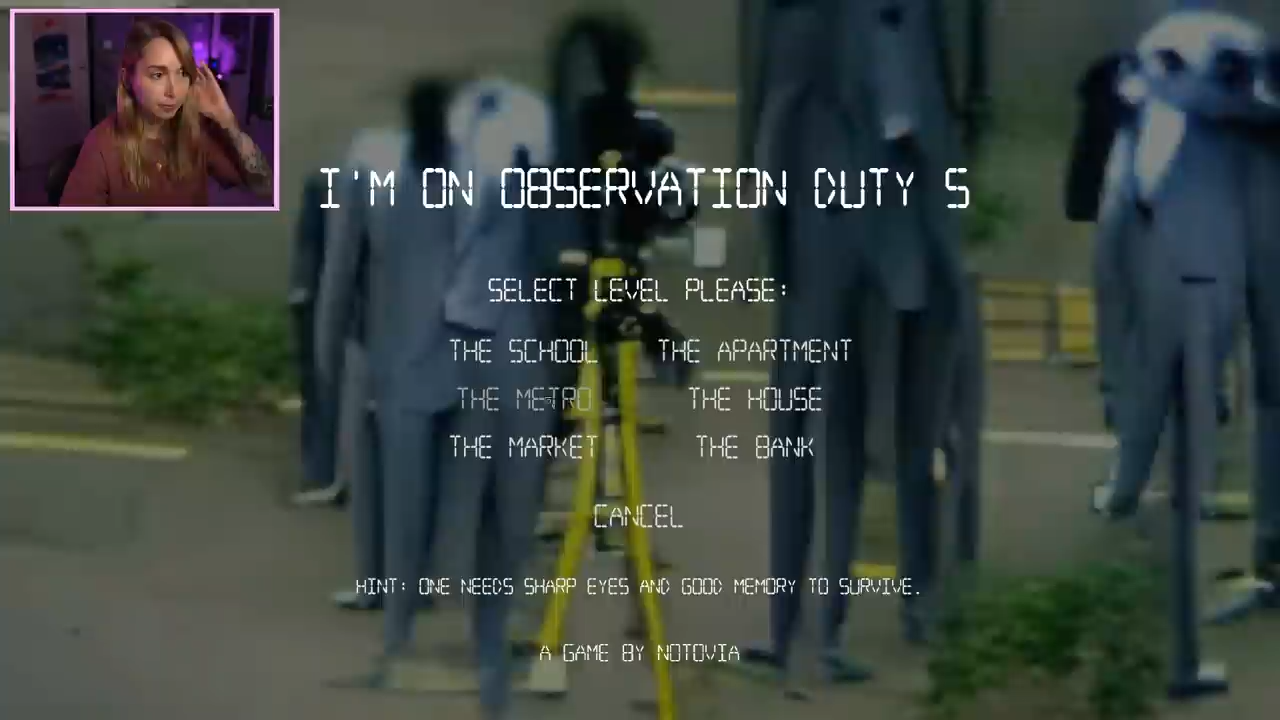 I'M ON OBSERVATION DUTY 5
SELECT LEVEL PLEASE:
THE SCHOOL THE APARTMENT
THE METRO THE HOUSE
THE MARKET THE BANK
CANCEL
HINT: ONE NEEDS SHARP EYES AND GOOD MEMORY TO SURVIVE.
A GAME BY NOTOVIA